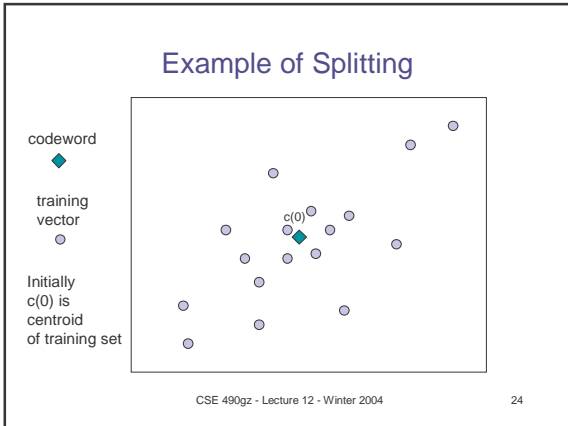 Example of Splitting
codeword
training
vector
c(0)
Initially
c(0) is
centroid
of training set
CSE 490gz - Lecture 12 - Winter 2004
24